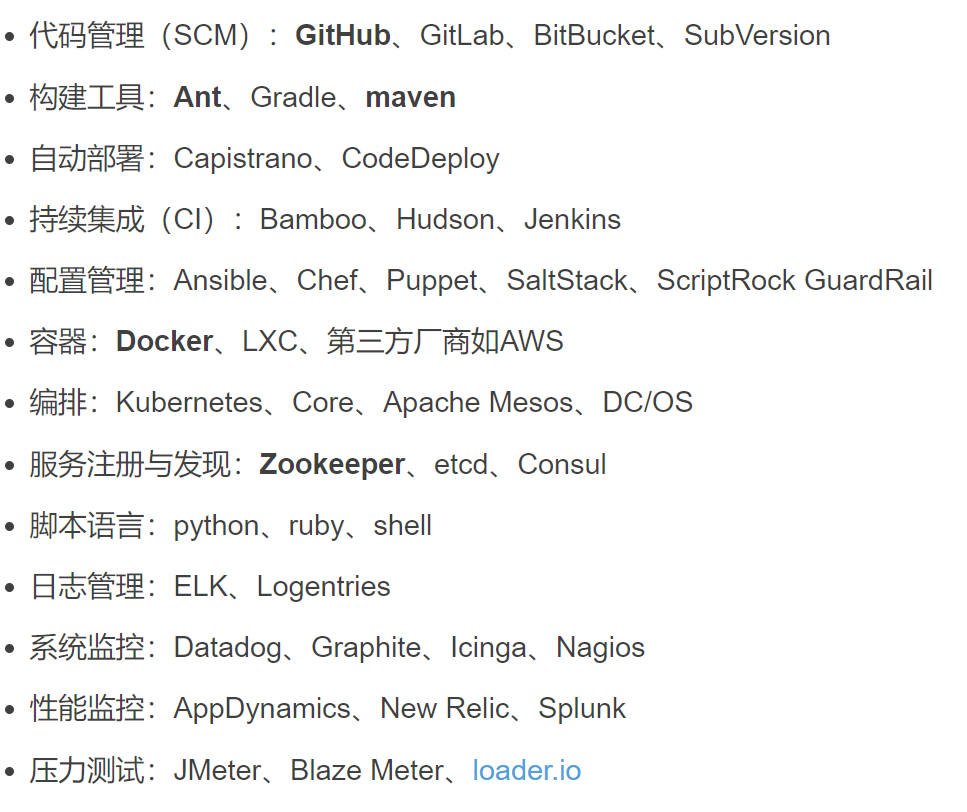 • 代码管理（SCM）：GitHub、GitLab、BitBucket、SubVersion
• 构建工具：Ant、Gradle、maven
• 自动部署：Capistrano、CodeDeploy
• 持续集成（CI）：Bamboo、Hudson、Jenkins
• 配置管理：Ansible、Chef、Puppet、SaltStack、ScriptRock GuardRail
• 容器：Docker、LXC、第三方厂商如AWS
• 编排：Kubernetes、Core、Apache Mesos、DC/OS
• 服务注册与发现：Zookeeper、etcd、Consul
• 脚本语言：python、ruby、shell
• 日志管理：ELK、Logentries
• 系统监控：Datadog、Graphite、Icinga、Nagios
• 性能监控：AppDynamics、New Relic、Splunk
• 压力测试：JMeter、Blaze Meter、loader.io